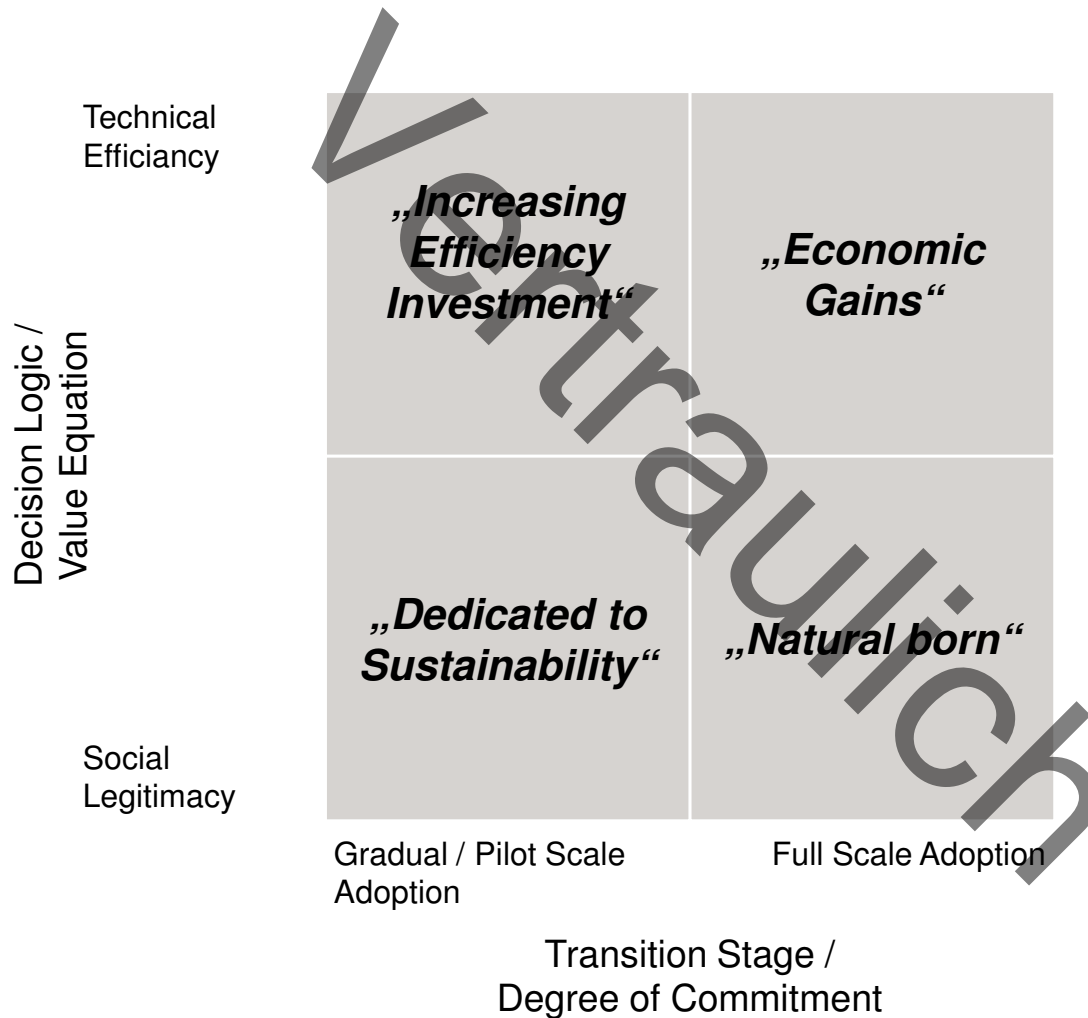 Technical
Efficiancy
„Increasing
Efficiency
Investment“
„Economic
Gains“
Decision Logic /
Value Equation
„Dedicated to
Sustainability“
„Natural born“
Social
Legitimacy
Gradual / Pilot Scale
Adoption
Full Scale Adoption
Transition Stage /
Degree of Commitment
Vertraulich